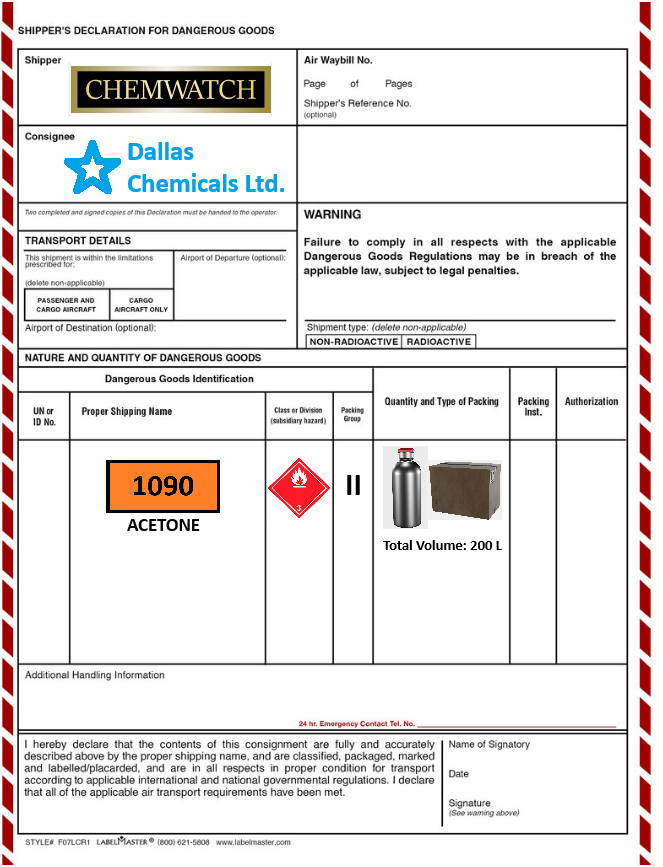 SHIPPER'S DECLARATION FOR DANGEROUS GOODS
Shipper
CHEMWATCH
Air Waybill No.
Page of Pages
Shipper's Reference No.
(optional)
Consignee
Dallas
Chemicals Ltd.
Two completed and signed copies of this Declaration must be handed to the operator.
WARNING
Failure to comply in all respects with the applicable
Dangerous Goods Regulations may be in breach of the
applicable law, subject to legal penalties.
TRANSPORT DETAILS
This shipment is within the limitations
prescribed for:
(delete non-applicable)
PASSENGER AND
CARGO AIRCRAFT
CARGO
AIRCRAFT ONLY
Airport of Departure (optional):
Airport of Destination (optional):
Shipment type: (delete non-applicable)
NON-RADIOACTIVE RADIOACTIVE
NATURE AND QUANTITY OF DANGEROUS GOODS
Dangerous Goods Identification
UN or
ID No.
Proper Shipping Name
Class or Division
(subsidiary hazard)
Packing
Group
Quantity and Type of Packing
Packing
Inst.
Authorization
1090
ACETONE
3
II
Total Volume: 200 L
Additional Handling Information
24 hr. Emergency Contact Tel. No.
I hereby declare that the contents of this consignment are fully and accurately
described above by the proper shipping name, and are classified, packaged, marked
and labelled/placarded, and are in all respects in proper condition for transport
according to applicable international and national governmental regulations. I declare
that all of the applicable air transport requirements have been met.
Name of Signatory
Date
Signature
(See warning above)
STYLE# F07LCR1 LABELMASTER ® (800) 621-5808 www.labelmaster.com